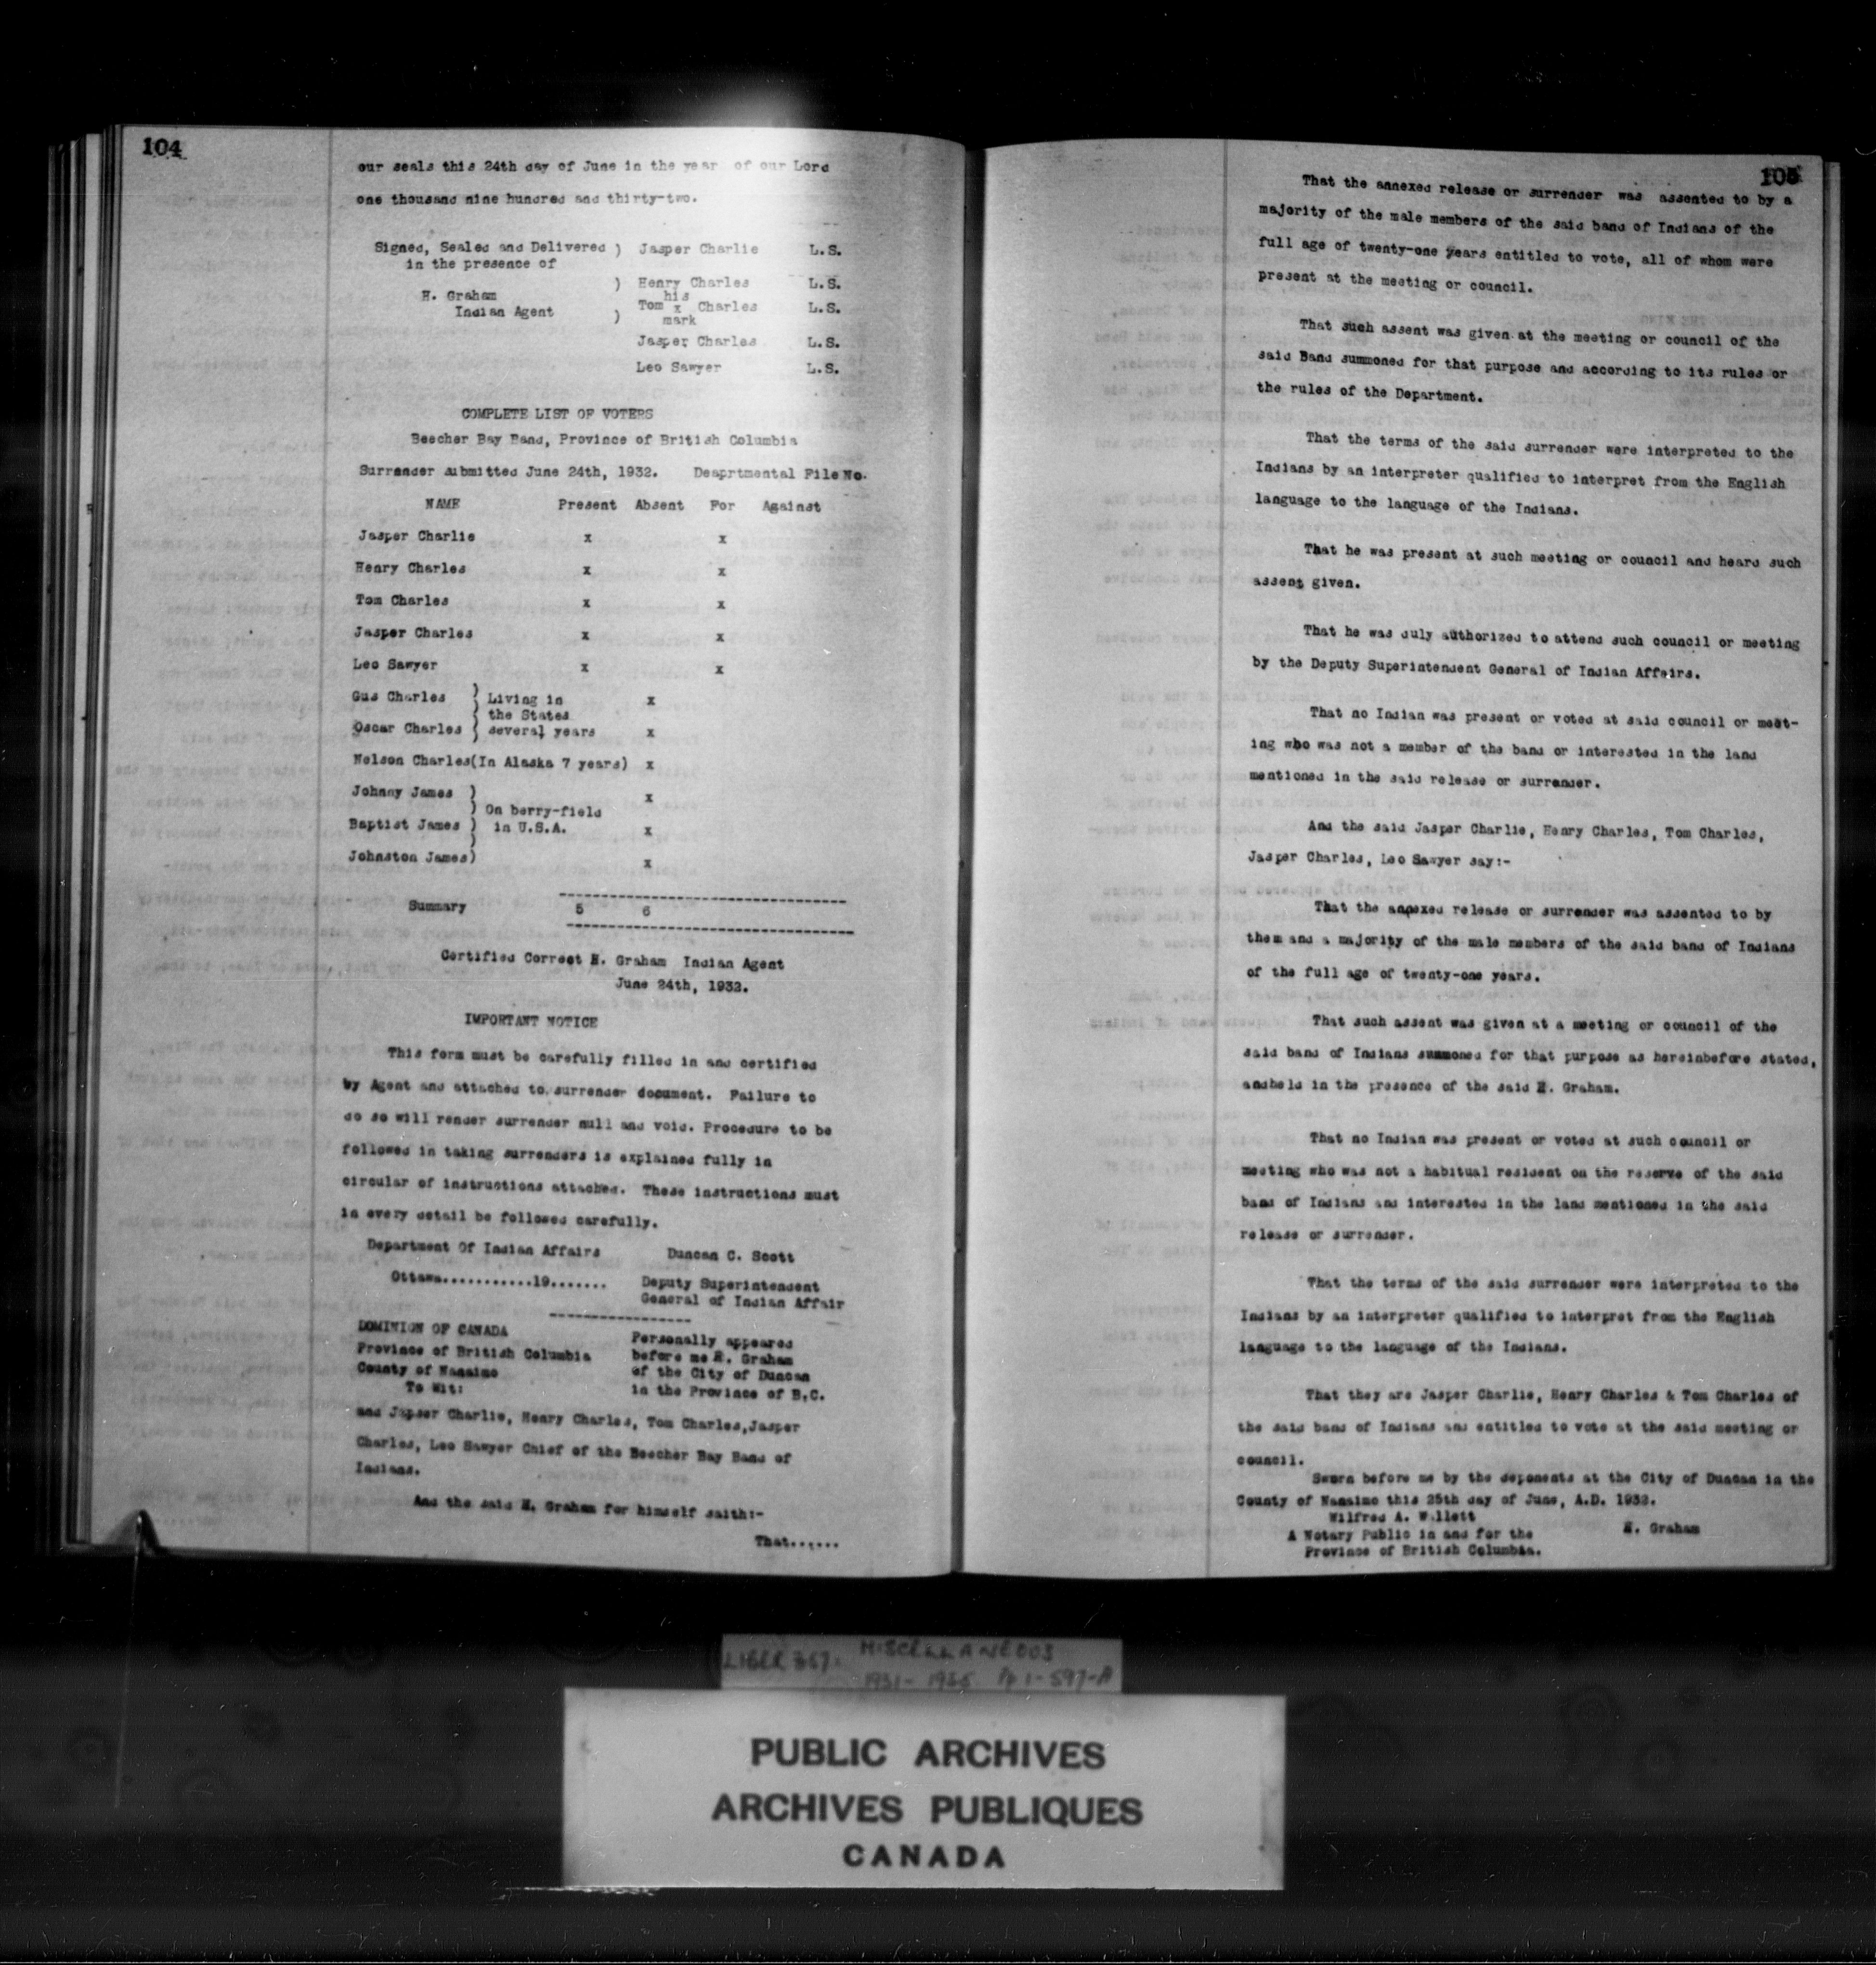 104
our seals this 24th day of June in the year of our Lord
one thousand nine hundred and thirty-two.
Signed, Sealed and Delivered ) Jasper Charlie L.S.
in the presence of
) Henry Charles L.S.
H. Graham his
Indian Agent Tom x Charles L.S.
) mark
Jasper Charles L.S.
Leo Sawyer L.S.
COMPLETE LIST OF VOTERS
Beecher Bay Band, Province of British Columbia
Surrender submitted June 24th, 1932. Deaprtmental File No.
NAME Present Absent For Against
Jasper Charlie x x
Henry Charles x x
Tom Charles x x
Jasper Charles x x
Leo Sawyer x x
Gus Charles ) Living in x
( the States
Oscar Charles ( several years x
Nelson Charles(In Alaska 7 years) x
Johnny James ) x
) On berry-field
Baptist James ) in U.S.A. x
)
Johnston James) x
Summary 5 6
Certified Correct H. Graham Indian Agent
June 24th, 1932.
IMPORTANT NOTICE
This form must be carefully filled in and certified
by Agent and attached to surrender document. Failure to
do so will render surrender null and void. Procedure to be
followed in taking surrenders is explained fully in
circular of instructions attached. These instructions must
in every detail be followed carefully.
Department Of Indian Affairs Duncan C. Scott
Ottawa...........19....... Deputy Superintendent
General of Indian Affair
DOMINION OF CANADA Personally appeared
Province of British Columbia before me H. Graham
County of Nanaimo of the City of Duncan
To Wit: in the Province of B.C.
and Japser Charlie, Henry Charles, Tom Charles,Jasper
Charles, Leo Sawyer Chief of the Beecher Bay Band of
Indians.
And the said H. Graham for himself saith:-
That......
105
That the annexed release or surrender was assented to by a
majority of the male members of the said band of Indians of the
full age of twenty-one years entitled to vote, all of whom were
present at the meeting or council.
That such assent was given at the meeting or council of the
said Band summoned for that purpose and according to its rules or
the rules of the Department.
That the terms of the said surrender were interpreted to the
Indians by an interpreter qualified to interpret from the English
language to the language of the Indians.
That he was present at such meeting or council and heard such
assent given.
That he was duly authorized to attend such council or meeting
by the Deputy Superintendent General of Indian Affairs.
That no Indian was present or voted at said council or meet-
ing who was not a member of the band or interested in the land
mentioned in the said release or surrender.
And the said Jasper Charlie, Henry Charles, Tom Charles,
Jasper Charles, Leo Sawyer say:-
That the annexed release or surrender was assented to by
them and a majority of the male members of the said band of Indians
of the full age of twenty-one years.
That such assent was given at a meeting or council of the
said band of Indians summoned for that purpose as hereinbefore stated,
andheld in the presence of the said H. Graham.
That no Indian was present or voted at such council or
meeting who was not a habitual resident on the reserve of the said
band of Indians and interested in the land mentioned in the said
release or surrender.
That the terms of the said surrender were interpreted to the
Indians by an interpreter qualified to interpret from the English
language to the language of the Indians.
That they are Jasper Charlie, Henry Charles & Tom Charles of
the said band of Indians and entitled to vote at the said meeting or
council.
Sworn before me by the deponents at the City of Duncan in the
County of Nanaimo this 25th day of June, A.D. 1932.
Wilfred A. Willett
A Notary Public in and for the H. Graham
Province of British Columbia.
LIBER 367: MISCELLANEOUS
1931-1935 Pp 1-597-A
PUBLIC ARCHIVES
ARCHIVES PUBLIQUES
CANADA